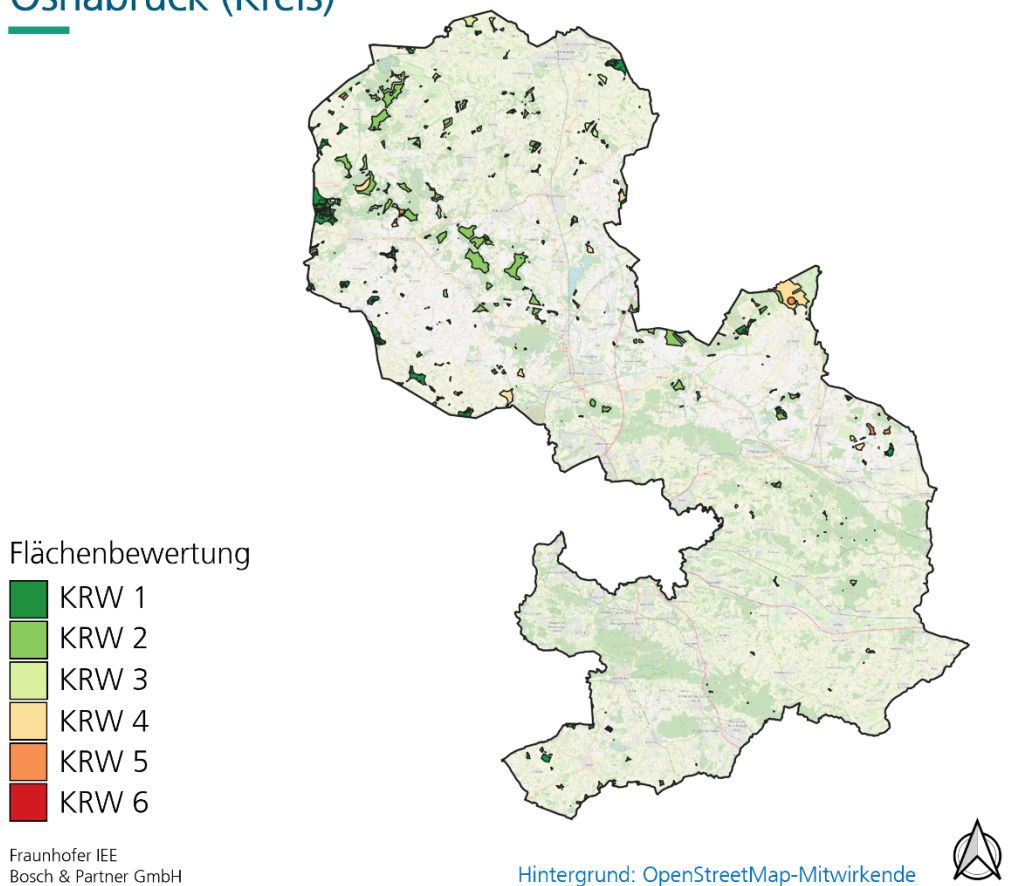 Osnabrück (Kreis)
Flächenbewertung
KRW 1
KRW 2
KRW 3
KRW 4
KRW 5
KRW 6
Fraunhofer IEE
Bosch & Partner GmbH
Hintergrund: OpenStreetMap-Mitwirkende